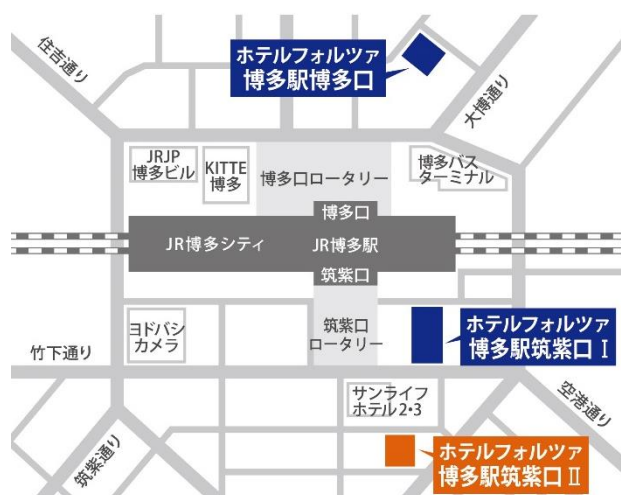 住吉通り
ホテルフォルツァ
博多駅博多口
大博通り
JRJP
博多ビル
KITTE
博多
博多口ロータリー
博多バス
ターミナル
博多口
JR博多シティ
JR博多駅
筑紫口
ヨドバシ
カメラ
筑紫口
ロータリー
ホテルフォルツァ
博多駅筑紫口 I
竹下通り
サンライフ
ホテル2・3
空港通り
筑紫通り
ホテルフォルツァ
博多駅筑紫口 II